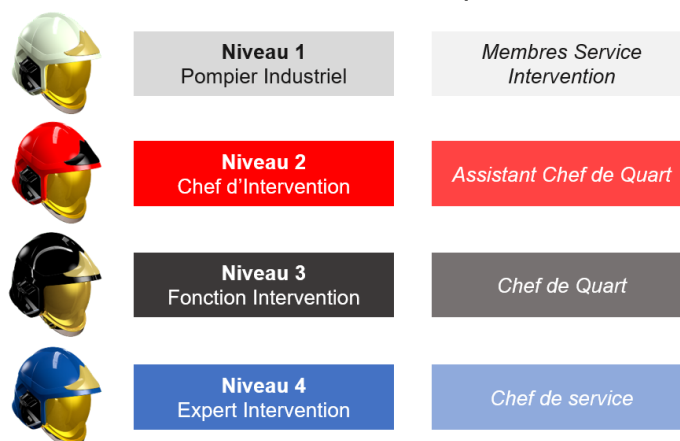 Niveau 1
Pompier Industriel
Membres Service
Intervention
Niveau 2
Chef d’Intervention
Assistant Chef de Quart
Niveau 3
Fonction Intervention
Chef de Quart
Niveau 4
Expert Intervention
Chef de service